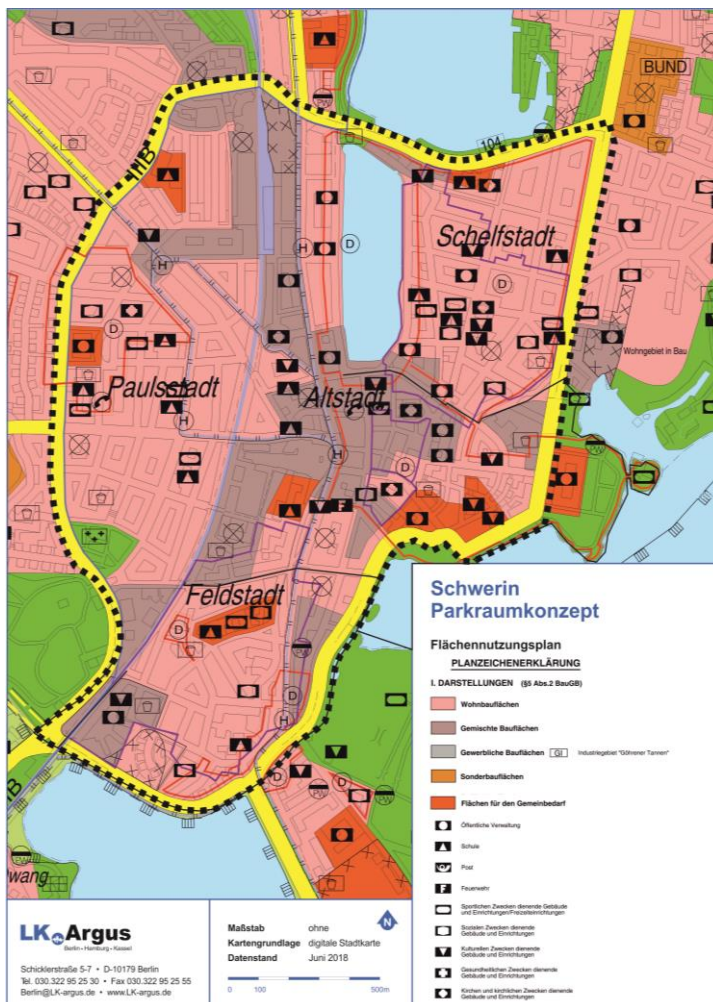 BUND
104
IIIB
Schelfstadt
H
D
H
D
Wohngebiet in Bau
Paulsstadt
Altstadt
H
H
D
Feldstadt
D
D
H
D
D
IIB
Schwerin
Parkraumkonzept
Flächennutzungsplan
PLANZEICHENERKLÄRUNG
I. DARSTELLUNGEN (§5 Abs.2 BauGB)
Wohnbauflächen
Gemischte Bauflächen
Gewerbliche Bauflächen GI Industriegebiet "Göhrener Tannen"
Sonderbauflächen
Flächen für den Gemeinbedarf
Öffentliche Verwaltung
Schule
Post
F Feuerwehr
Sportlichen Zwecken dienende Gebäude
und Einrichtungen/Freizeiteinrichtungen
Sozialen Zwecken dienende
Gebäude und Einrichtungen
Kulturellen Zwecken dienende
Gebäude und Einrichtungen
Gesundheitlichen Zwecken dienende
Gebäude und Einrichtungen
Kirchen und kirchlichen Zwecken dienende
Gebäude und Einrichtungen
LK Argus
Berlin • Hamburg • Kassel
Schicklerstraße 5-7 • D-10179 Berlin
Tel. 030.322 95 25 30 • Fax 030.322 95 25 55
Berlin@LK-argus.de • www.LK-argus.de
Maßstab ohne
Kartengrundlage digitale Stadtkarte
Datenstand Juni 2018
N
0 100 500m